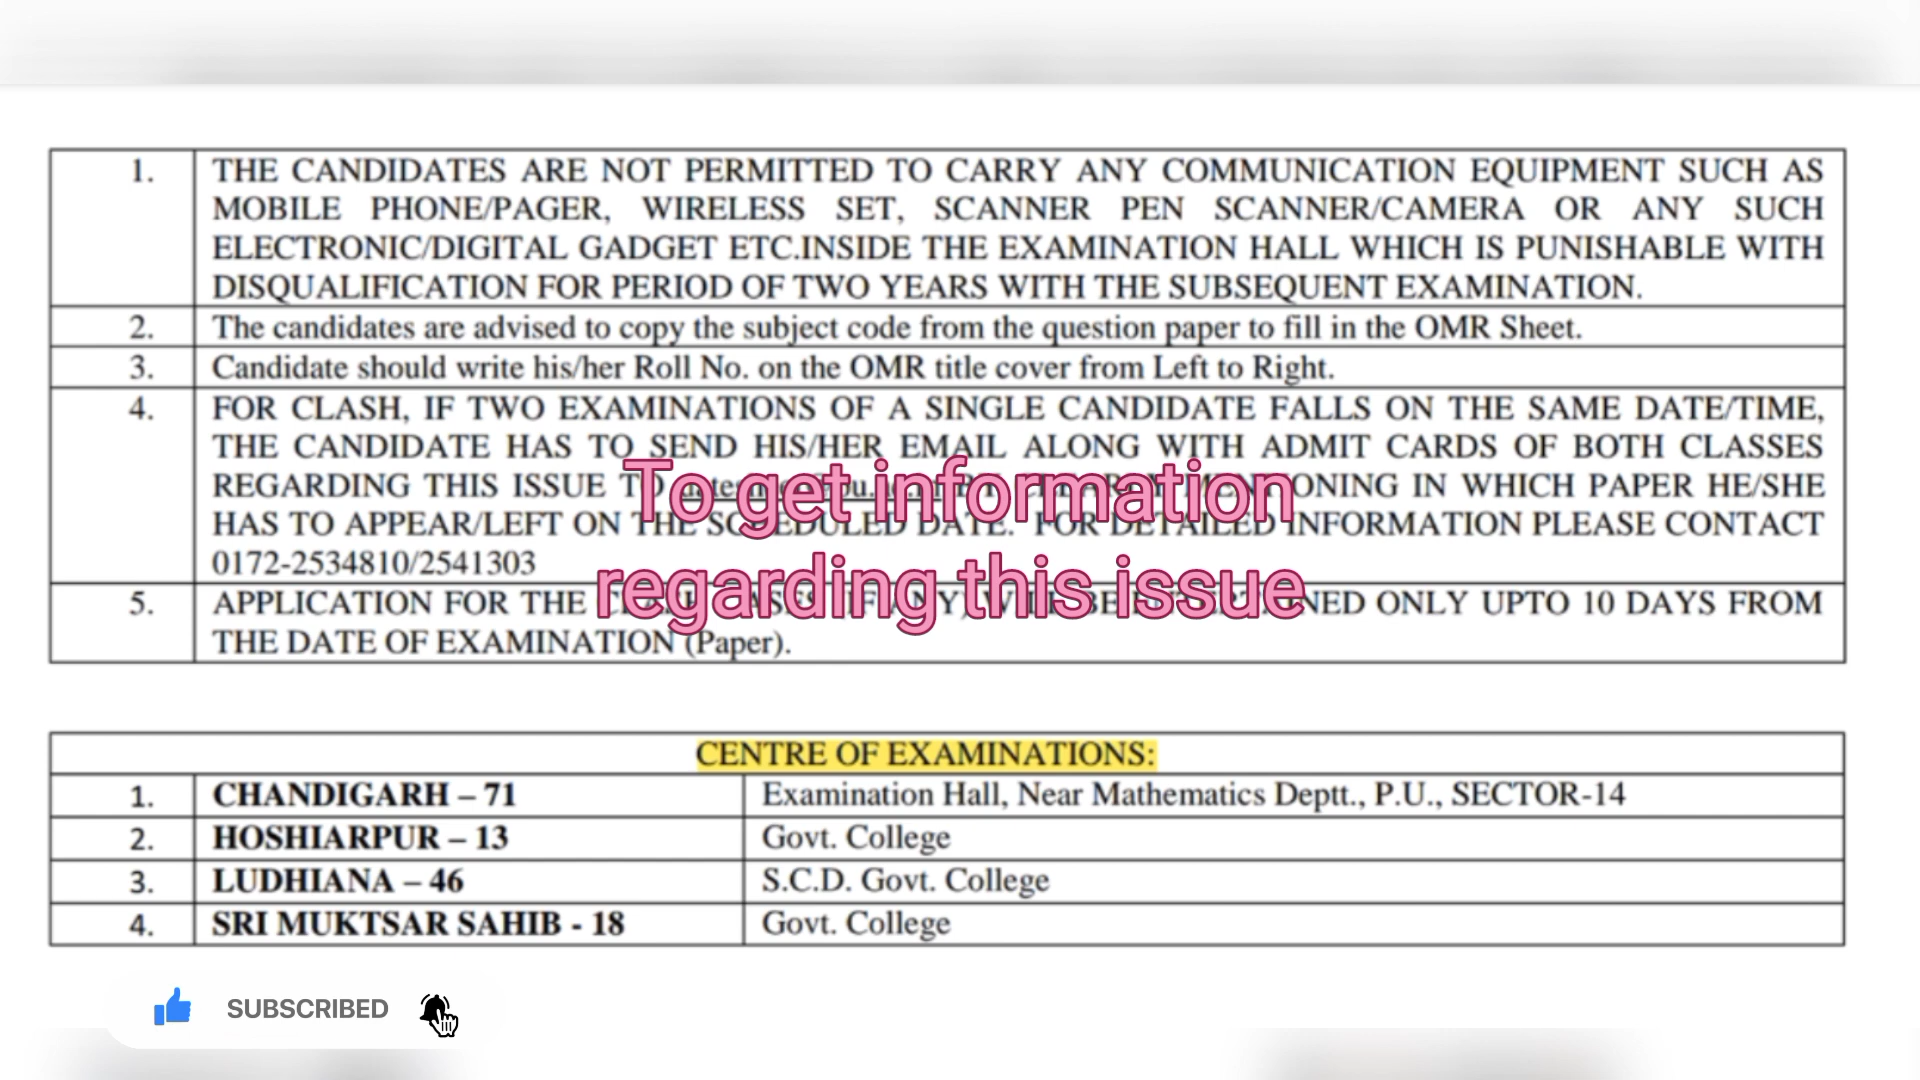 1. THE CANDIDATES ARE NOT PERMITTED TO CARRY ANY COMMUNICATION EQUIPMENT SUCH AS
MOBILE PHONE/PAGER, WIRELESS SET, SCANNER PEN SCANNER/CAMERA OR ANY SUCH
ELECTRONIC/DIGITAL GADGET ETC.INSIDE THE EXAMINATION HALL WHICH IS PUNISHABLE WITH
DISQUALIFICATION FOR PERIOD OF TWO YEARS WITH THE SUBSEQUENT EXAMINATION.
2. The candidates are advised to copy the subject code from the question paper to fill in the OMR Sheet.
3. Candidate should write his/her Roll No. on the OMR title cover from Left to Right.
4. FOR CLASH, IF TWO EXAMINATIONS OF A SINGLE CANDIDATE FALLS ON THE SAME DATE/TIME,
THE CANDIDATE HAS TO SEND HIS/HER EMAIL ALONG WITH ADMIT CARDS OF BOTH CLASSES
REGARDING THIS ISSUE TO IN WHICH PAPER HE/SHE
HAS TO APPEAR/LEFT ON THE SCHEDULED DATE. FOR DETAILED INFORMATION PLEASE CONTACT
0172-2534810/2541303
5. APPLICATION FOR THE ONLY UPTO 10 DAYS FROM
THE DATE OF EXAMINATION (Paper).
To get information
regarding this issue
CENTRE OF EXAMINATIONS:
1. CHANDIGARH – 71 Examination Hall, Near Mathematics Deptt., P.U., SECTOR-14
2. HOSHIARPUR – 13 Govt. College
3. LUDHIANA – 46 S.C.D. Govt. College
4. SRI MUKTSAR SAHIB - 18 Govt. College
SUBSCRIBED